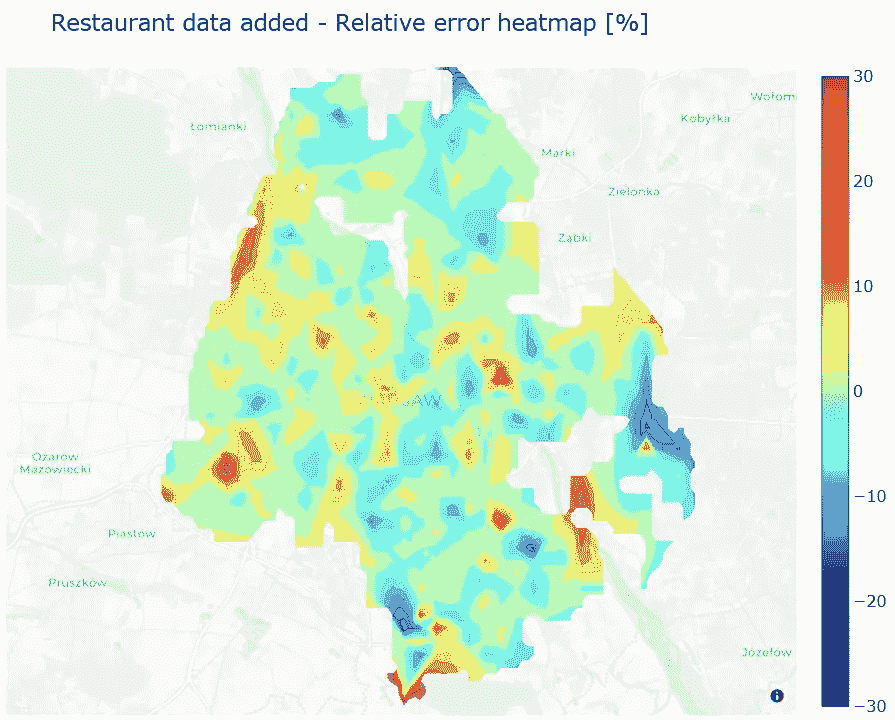 Restaurant data added - Relative error heatmap [%]
30
Wołom
Kobyłka
Łomianki
Marki
20
Zielonka
Ząbki
10
0
Ożarów
Mazowiecki
−10
Piastów
Pruszków
−20
Józefów
−30